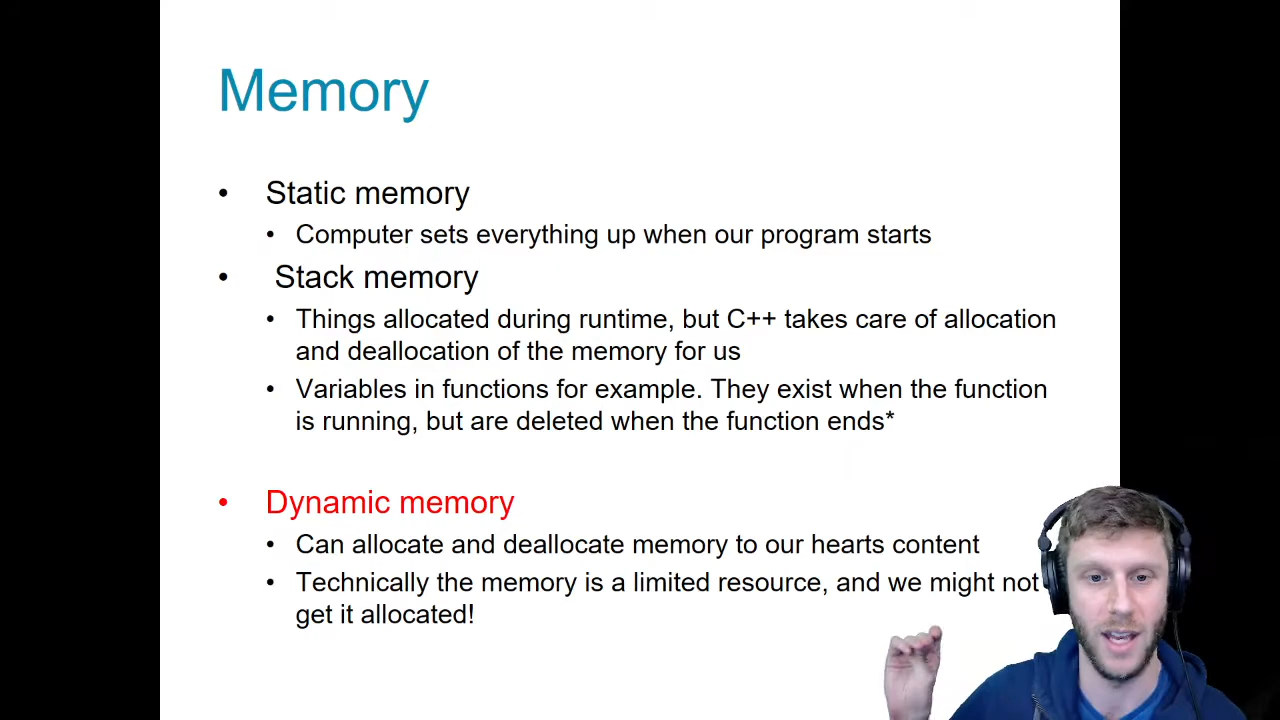 Memory
• Static memory
• Computer sets everything up when our program starts
• Stack memory
• Things allocated during runtime, but C++ takes care of allocation
and deallocation of the memory for us
• Variables in functions for example. They exist when the function
is running, but are deleted when the function ends*
• Dynamic memory
• Can allocate and deallocate memory to our hearts content
• Technically the memory is a limited resource, and we might not
get it allocated!